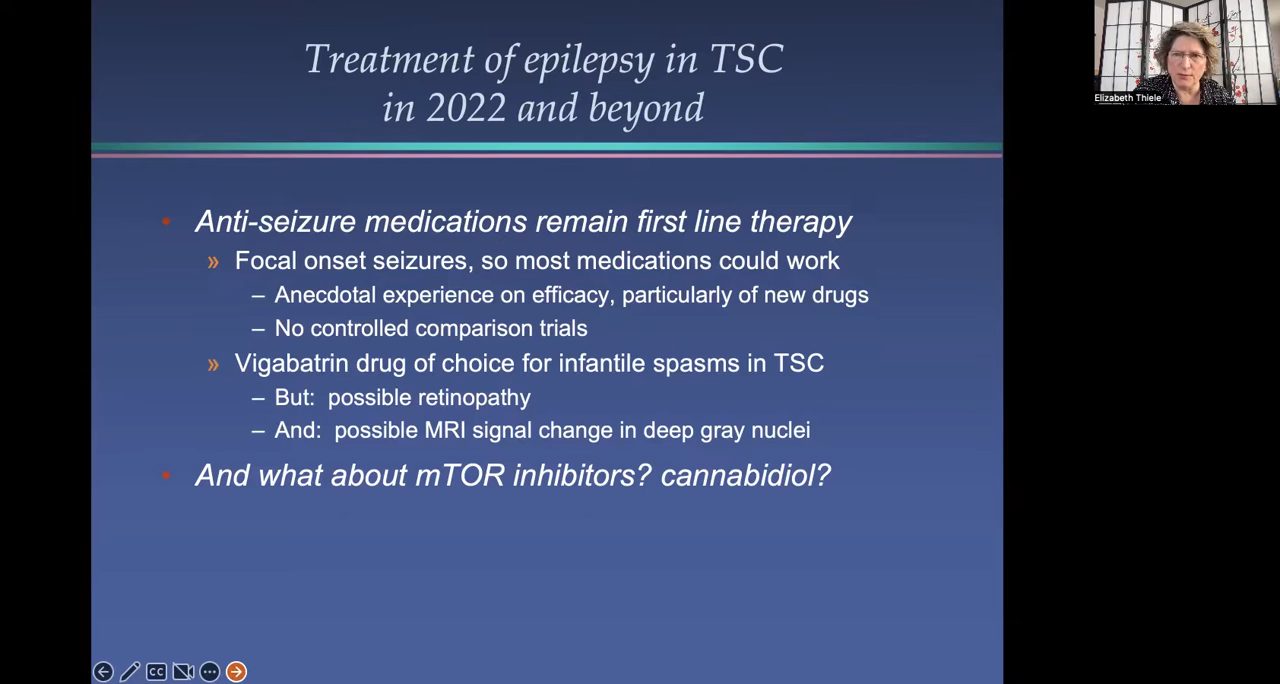 Treatment of epilepsy in TSC
in 2022 and beyond
Elizabeth Thiele
• Anti-seizure medications remain first line therapy
» Focal onset seizures, so most medications could work
– Anecdotal experience on efficacy, particularly of new drugs
– No controlled comparison trials
» Vigabatrin drug of choice for infantile spasms in TSC
– But: possible retinopathy
– And: possible MRI signal change in deep gray nuclei
• And what about mTOR inhibitors? cannabidiol?
CC